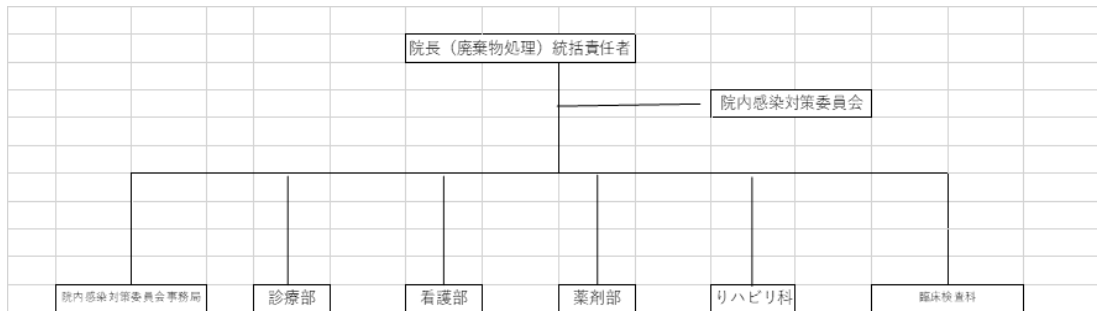 院長（廃棄物処理）統括責任者
院内感染対策委員会
院内感染対策委員会事務局
診療部
看護部
薬剤部
りハビリ科
臨床検査科